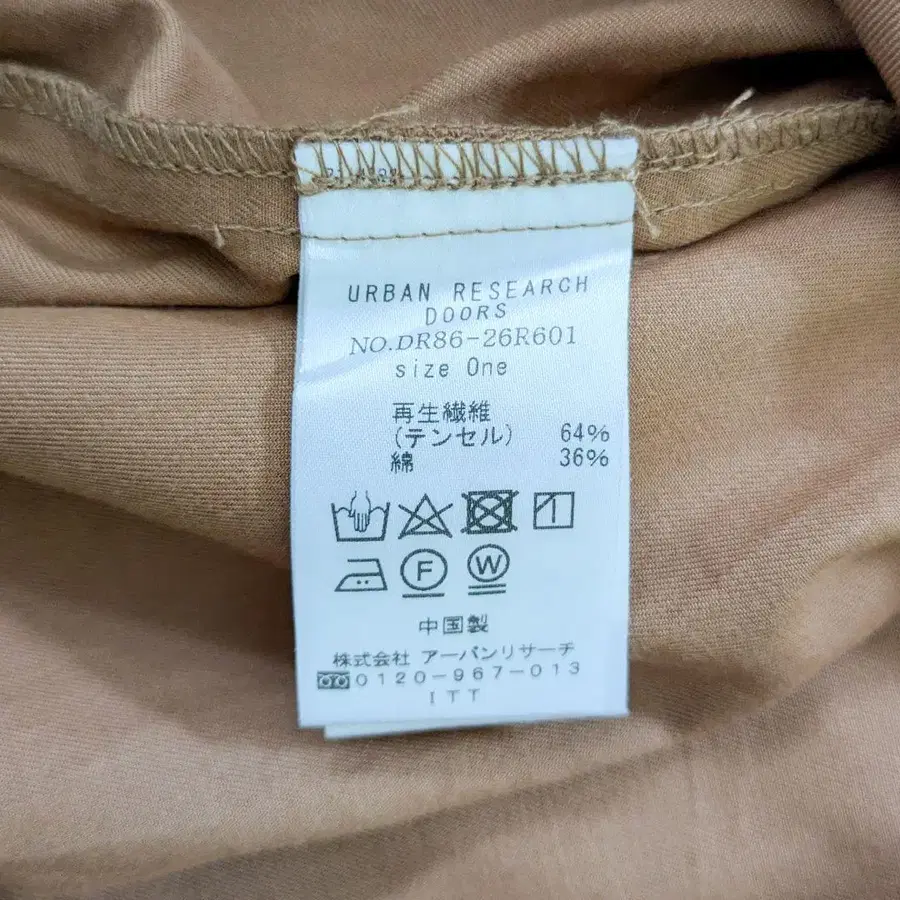 URBAN RESEARCH
DOORS
NO.DR86-26R601
size One
再生繊維
(テンセル) 64%
綿 36%
F W
中国製
株式会社 アーバンリサーチ
0120-967-013
ITT